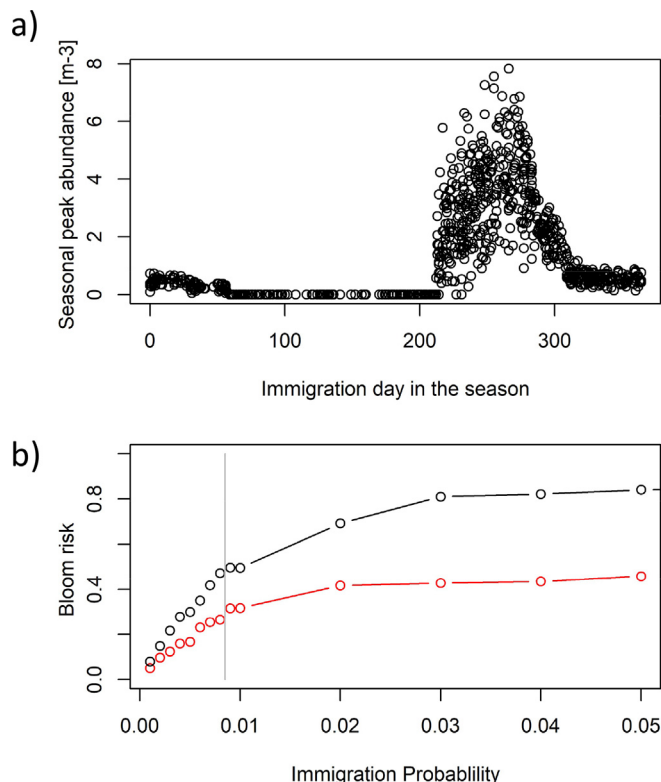 a)
Seasonal peak abundance [m-3]
8
6
4
2
0
0 100 200 300
Immigration day in the season
b)
Bloom risk
0.8
0.4
0.0
0.00 0.01 0.02 0.03 0.04 0.05
Immigration Probablility